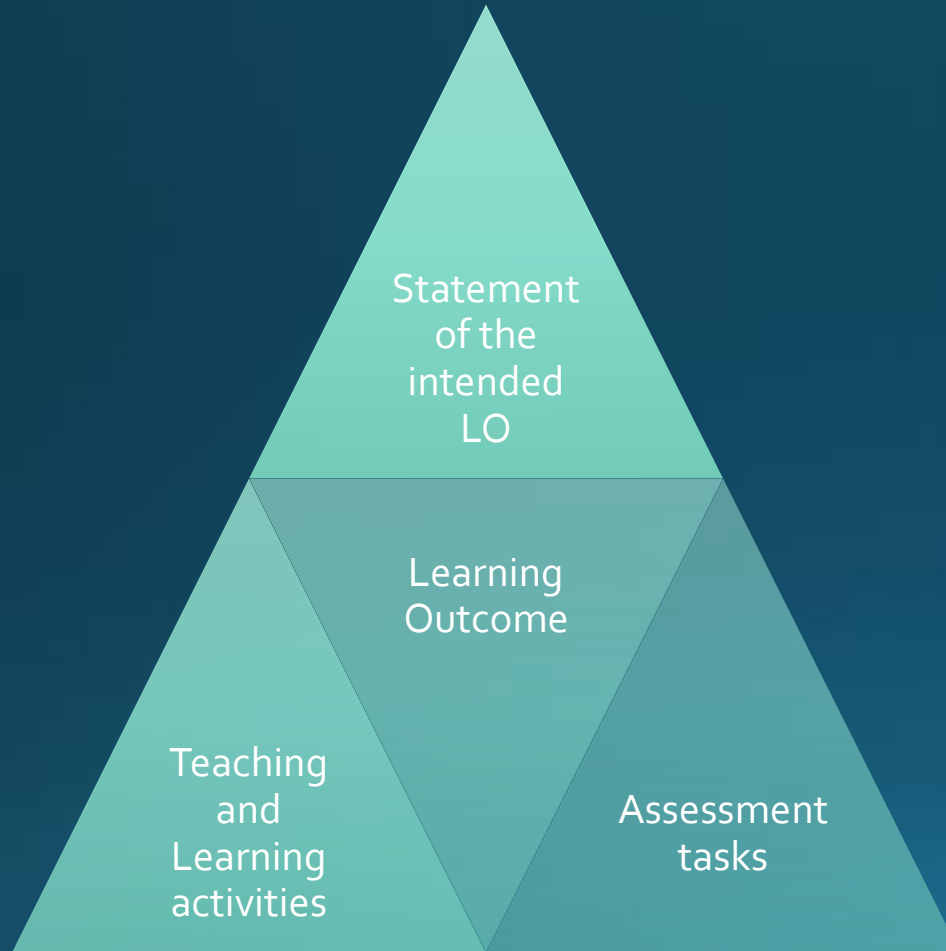 Statement
of the
intended
LO
Learning
Outcome
Teaching
and
Learning
activities
Assessment
tasks